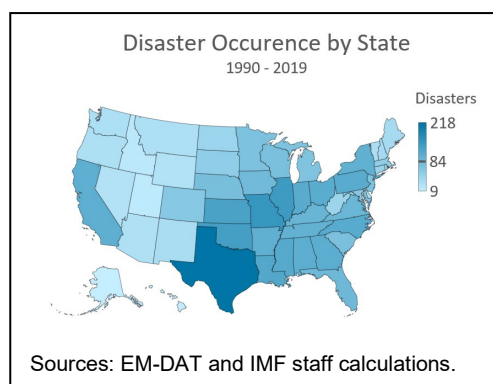 Disaster Occurence by State
1990 - 2019
Disasters
218
84
9
Sources: EM-DAT and IMF staff calculations.